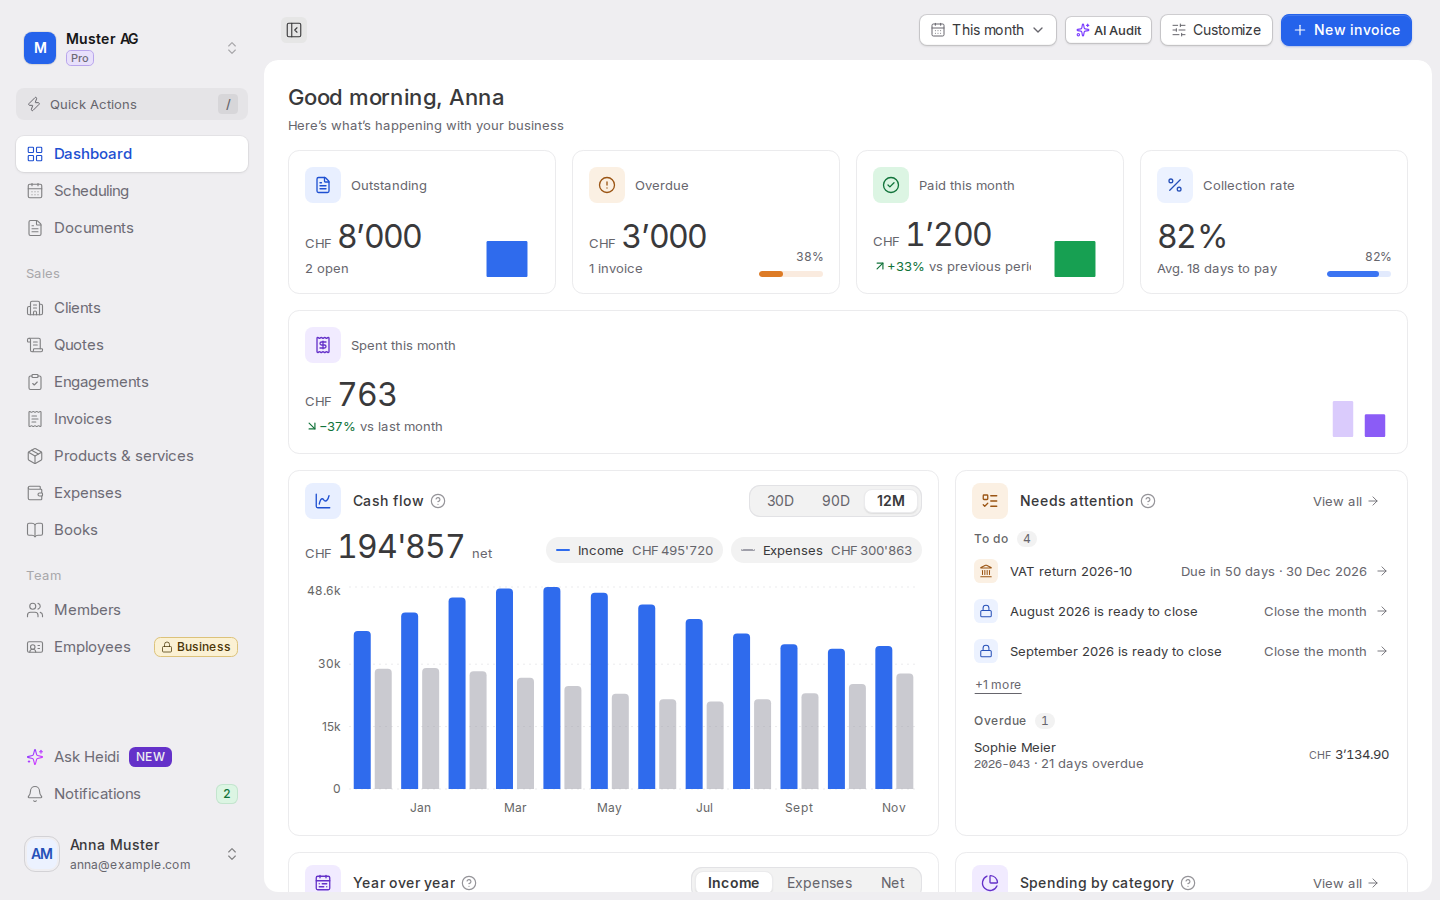 M
Muster AG
Pro
Quick Actions
/
Dashboard
Scheduling
Documents
Sales
Clients
Quotes
Engagements
Invoices
Products & services
Expenses
Books
Team
Members
Employees
Business
Ask Heidi
NEW
Notifications
2
AM
Anna Muster
anna@example.com
This month
AI Audit
Customize
New invoice
Good morning, Anna
Here's what's happening with your business
Outstanding
CHF 8’000
2 open
Overdue
CHF 3’000
1 invoice
38%
Paid this month
CHF 1’200
+33% vs previous peri
Collection rate
82%
Avg. 18 days to pay
82%
Spent this month
CHF 763
−37% vs last month
Cash flow
30D
90D
12M
CHF 194'857 net
Income CHF 495'720
Expenses CHF 300'863
48.6k
30k
15k
0
Jan
Mar
May
Jul
Sept
Nov
Needs attention
View all
To do 4
VAT return 2026-10
Due in 50 days · 30 Dec 2026
August 2026 is ready to close
Close the month
September 2026 is ready to close
Close the month
+1 more
Overdue 1
Sophie Meier
2026-043 · 21 days overdue
CHF 3’134.90
Year over year
Income
Expenses
Net
Spending by category
View all